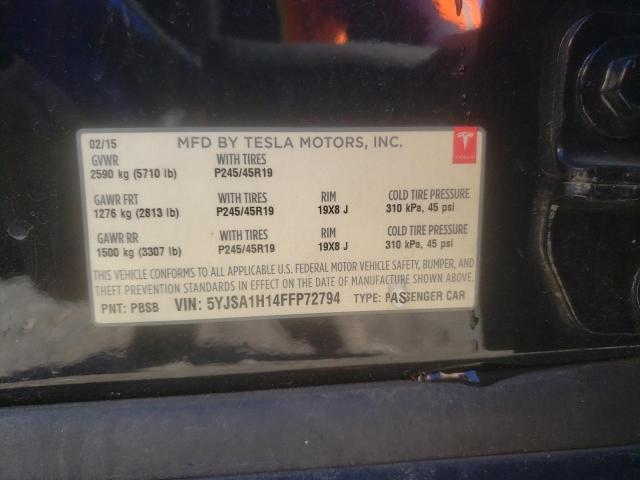 02/15 MFD BY TESLA MOTORS, INC.
TESLA
GVWR WITH TIRES
2590 kg (5710 lb) P245/45R19
GAWR FRT WITH TIRES RIM COLD TIRE PRESSURE
1276 kg (2813 lb) P245/45R19 19X8 J 310 kPa, 45 psi
GAWR RR WITH TIRES RIM COLD TIRE PRESSURE
1500 kg (3307 lb) P245/45R19 19X8 J 310 kPa, 45 psi
THIS VEHICLE CONFORMS TO ALL APPLICABLE U.S. FEDERAL MOTOR VEHICLE SAFETY, BUMPER, AND
THEFT PREVENTION STANDARDS IN EFFECT ON THE DATE OF MANUFACTURE SHOWN ABOVE.
PNT: PBSB VIN: 5YJSA1H14FFP72794 TYPE: PASSENGER CAR